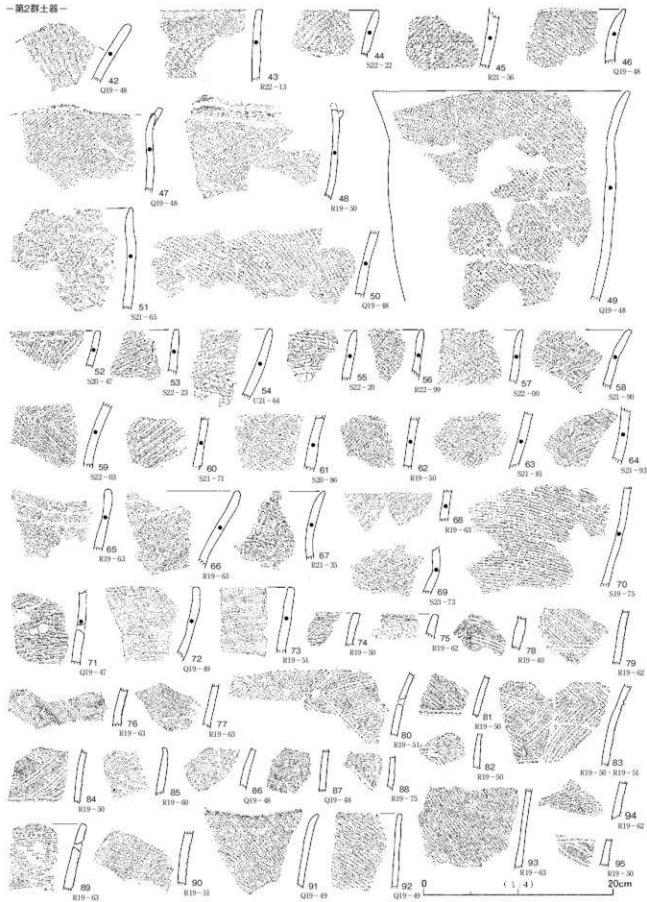 －第2群土器－
42
Q19－48
43
R22－13
44
S22－22
45
R21－56
46
Q19－48
47
Q19－48
48
R19－50
49
Q19－48
50
Q19－48
51
S21－65
52
S20－47
53
S22－23
54
U21－64
55
S22－20
56
R22－99
57
S22－00
58
S21－90
59
S22－03
60
S21－71
61
S20－86
62
R19－50
63
S21－81
64
S21－93
65
R19－63
66
R19－63
67
R21－35
68
R19－63
69
S23－73
70
S19－75
71
Q19－47
72
Q19－49
73
R19－51
74
R19－50
75
R19－62
78
R19－40
79
R19－62
76
R19－63
77
R19－63
80
R19－51
81
R19－50
82
R19－50
83
R19－50・R19－51
84
R19－50
85
R19－60
86
Q19－48
87
Q19－48
88
R19－75
89
R19－63
90
R19－51
91
Q19－49
92
Q19－49
93
R19－63
94
R19－62
95
R19－50
0 (1:4) 20cm